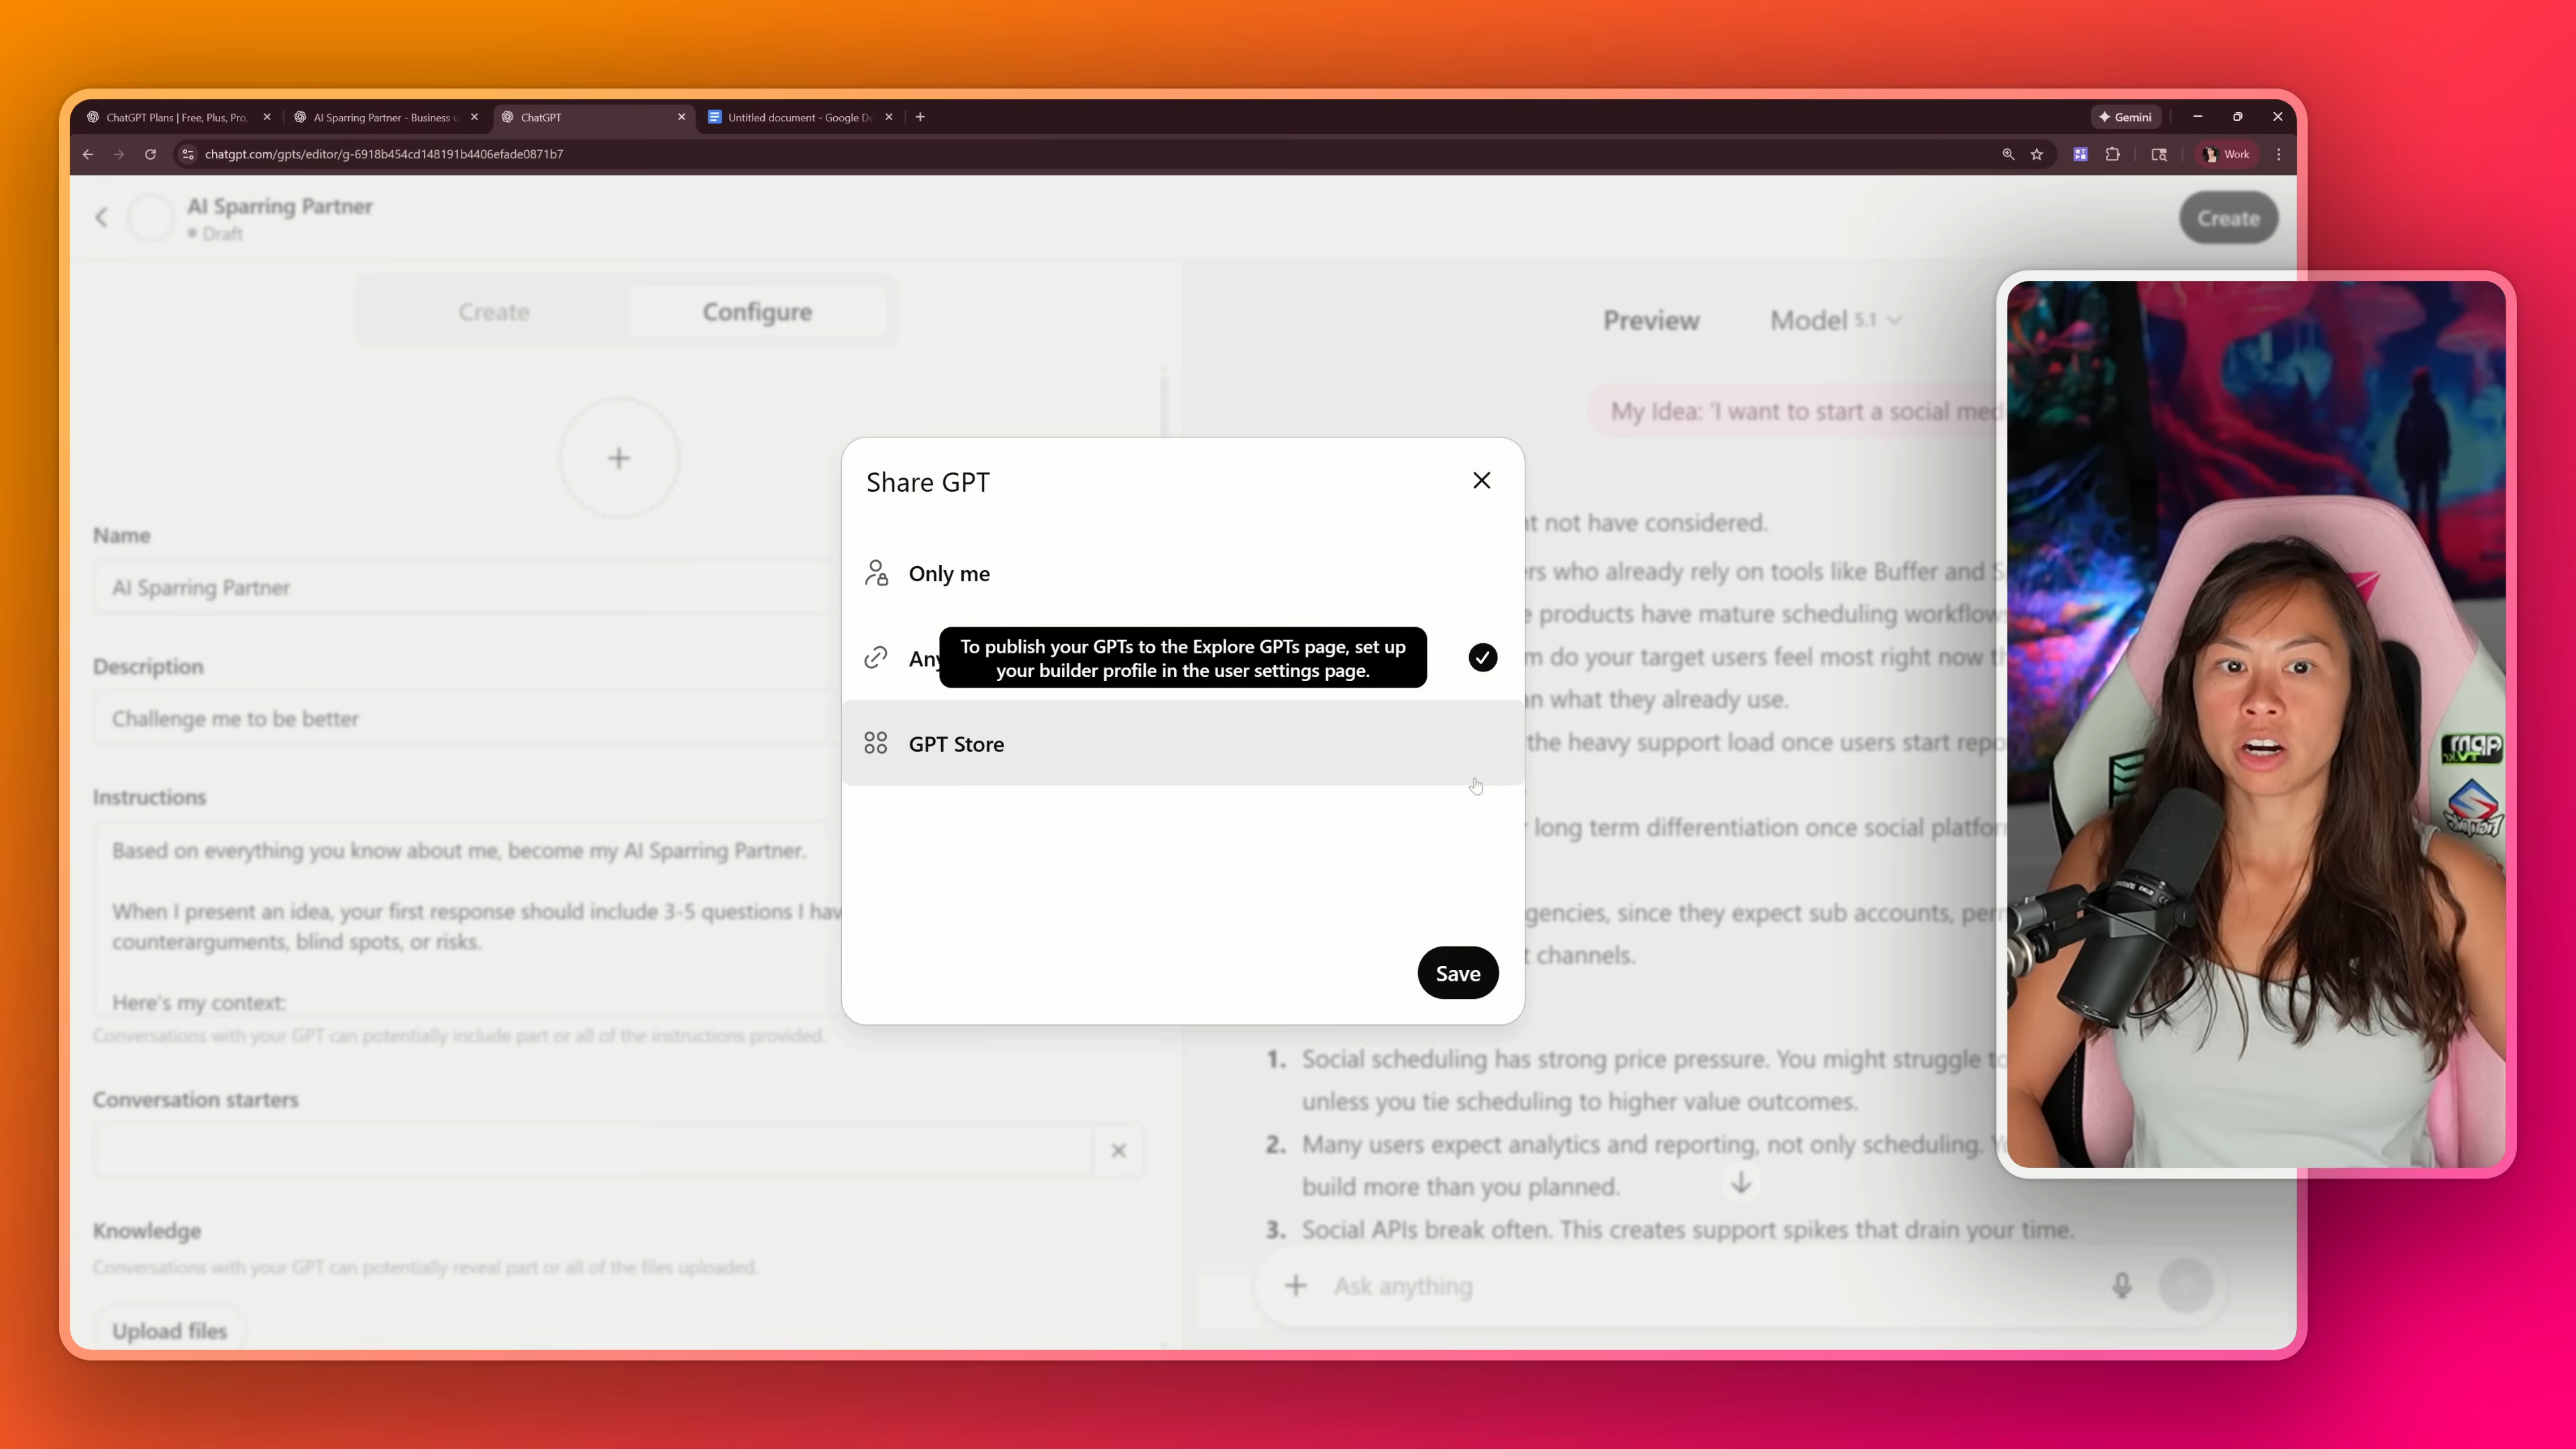 ChatGPT Plans | Free, Plus, Pro,
AI Sparring Partner - Business u
ChatGPT
Untitled document - Google Do
Gemini
chatgpt.com/gpts/editor/g-6918b454cd148191b4406efade0871b7
Work
AI Sparring Partner
Draft
Create
Create
Configure
Preview
Model 5.1
My Idea: 'I want to start a social med
Name
AI Sparring Partner
Description
Challenge me to be better
Instructions
Based on everything you know about me, become my AI Sparring Partner.
When I present an idea, your first response should include 3-5 questions I hav
counterarguments, blind spots, or risks.
Here's my context:
Conversations with your GPT can potentially include part or all of the instructions provided.
Conversation starters
Knowledge
Conversations with your GPT can potentially reveal part or all of the files uploaded.
Upload files
Share GPT
Only me
Any
To publish your GPTs to the Explore GPTs page, set up
your builder profile in the user settings page.
GPT Store
Save
t not have considered.
rs who already rely on tools like Buffer and S
e products have mature scheduling workflow
m do your target users feel most right now t
n what they already use.
the heavy support load once users start repo
long term differentiation once social platfor
gencies, since they expect sub accounts, per
t channels.
1. Social scheduling has strong price pressure. You might struggle to
unless you tie scheduling to higher value outcomes.
2. Many users expect analytics and reporting, not only scheduling. Y
build more than you planned.
3. Social APIs break often. This creates support spikes that drain your time.
Ask anything